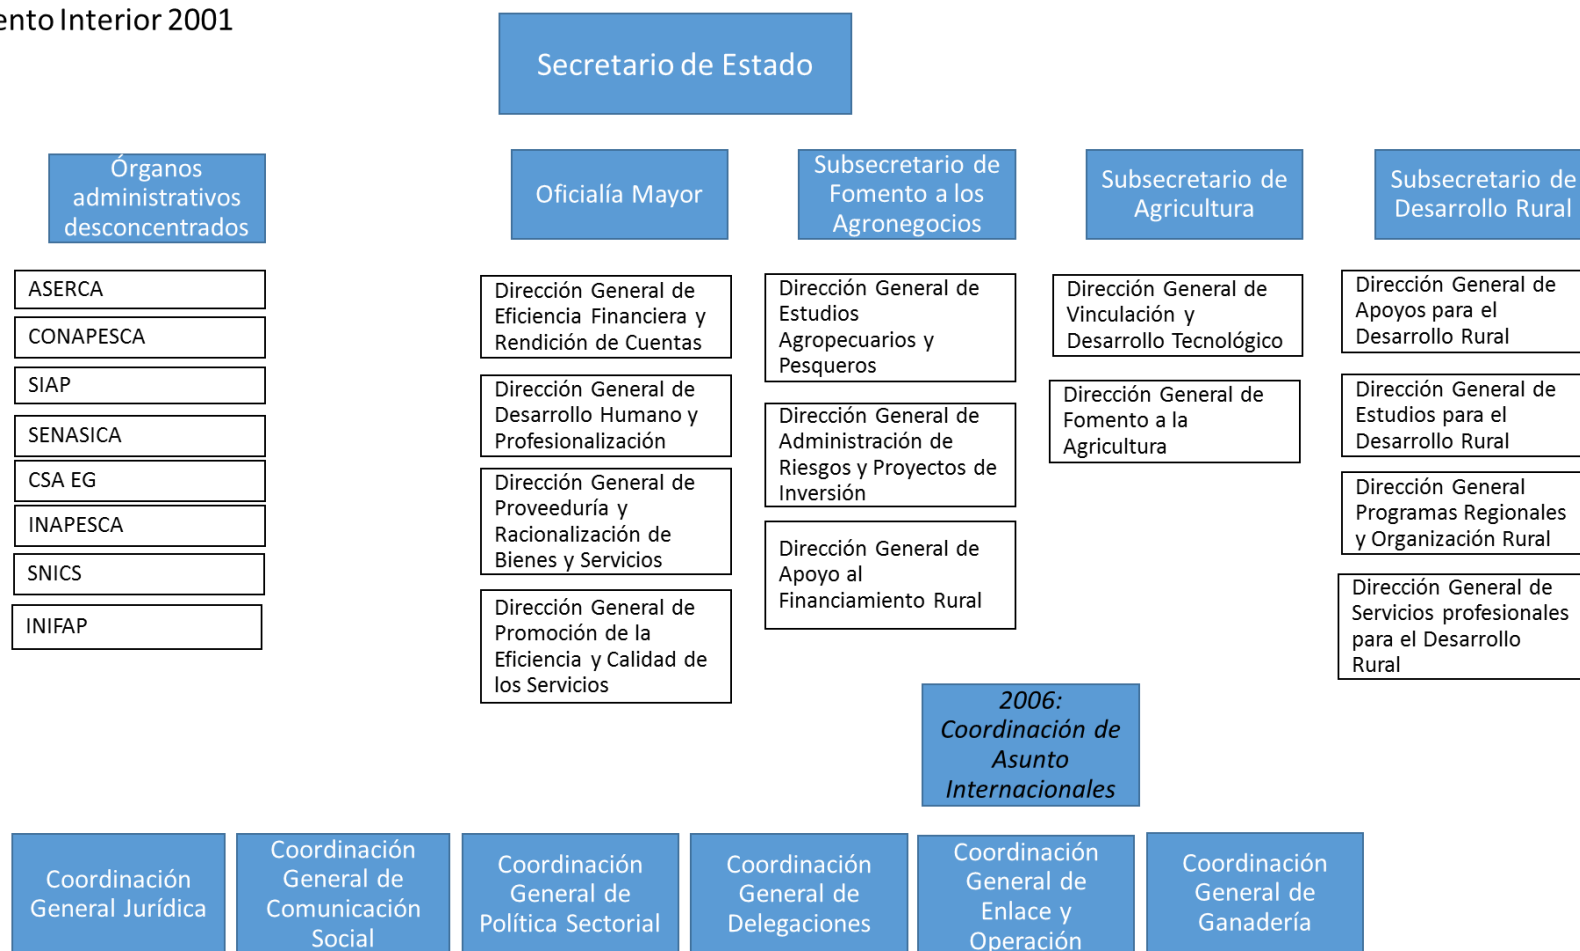 ento Interior 2001
Secretario de Estado
Órganos
administrativos
desconcentrados
ASERCA
CONAPESCA
SIAP
SENASICA
CSA EG
INAPESCA
SNICS
INIFAP
Oficialía Mayor
Dirección General de
Eficiencia Financiera y
Rendición de Cuentas
Dirección General de
Desarrollo Humano y
Profesionalización
Dirección General de
Proveeduría y
Racionalización de
Bienes y Servicios
Dirección General de
Promoción de la
Eficiencia y Calidad de
los Servicios
Subsecretario de
Fomento a los
Agronegocios
Dirección General de
Estudios
Agropecuarios y
Pesqueros
Dirección General de
Administración de
Riesgos y Proyectos de
Inversión
Dirección General de
Apoyo al
Financiamiento Rural
Subsecretario de
Agricultura
Dirección General de
Vinculación y
Desarrollo Tecnológico
Dirección General de
Fomento a la
Agricultura
Subsecretario de
Desarrollo Rural
Dirección General de
Apoyos para el
Desarrollo Rural
Dirección General de
Estudios para el
Desarrollo Rural
Dirección General
Programas Regionales
y Organización Rural
Dirección General de
Servicios profesionales
para el Desarrollo
Rural
2006:
Coordinación de
Asunto
Internacionales
Coordinación
General Jurídica
Coordinación
General de
Comunicación
Social
Coordinación
General de
Política Sectorial
Coordinación
General de
Delegaciones
Coordinación
General de
Enlace y
Operación
Coordinación
General de
Ganadería